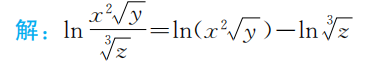 解：ln x²√y/∛z=ln(x²√y)-ln∛z